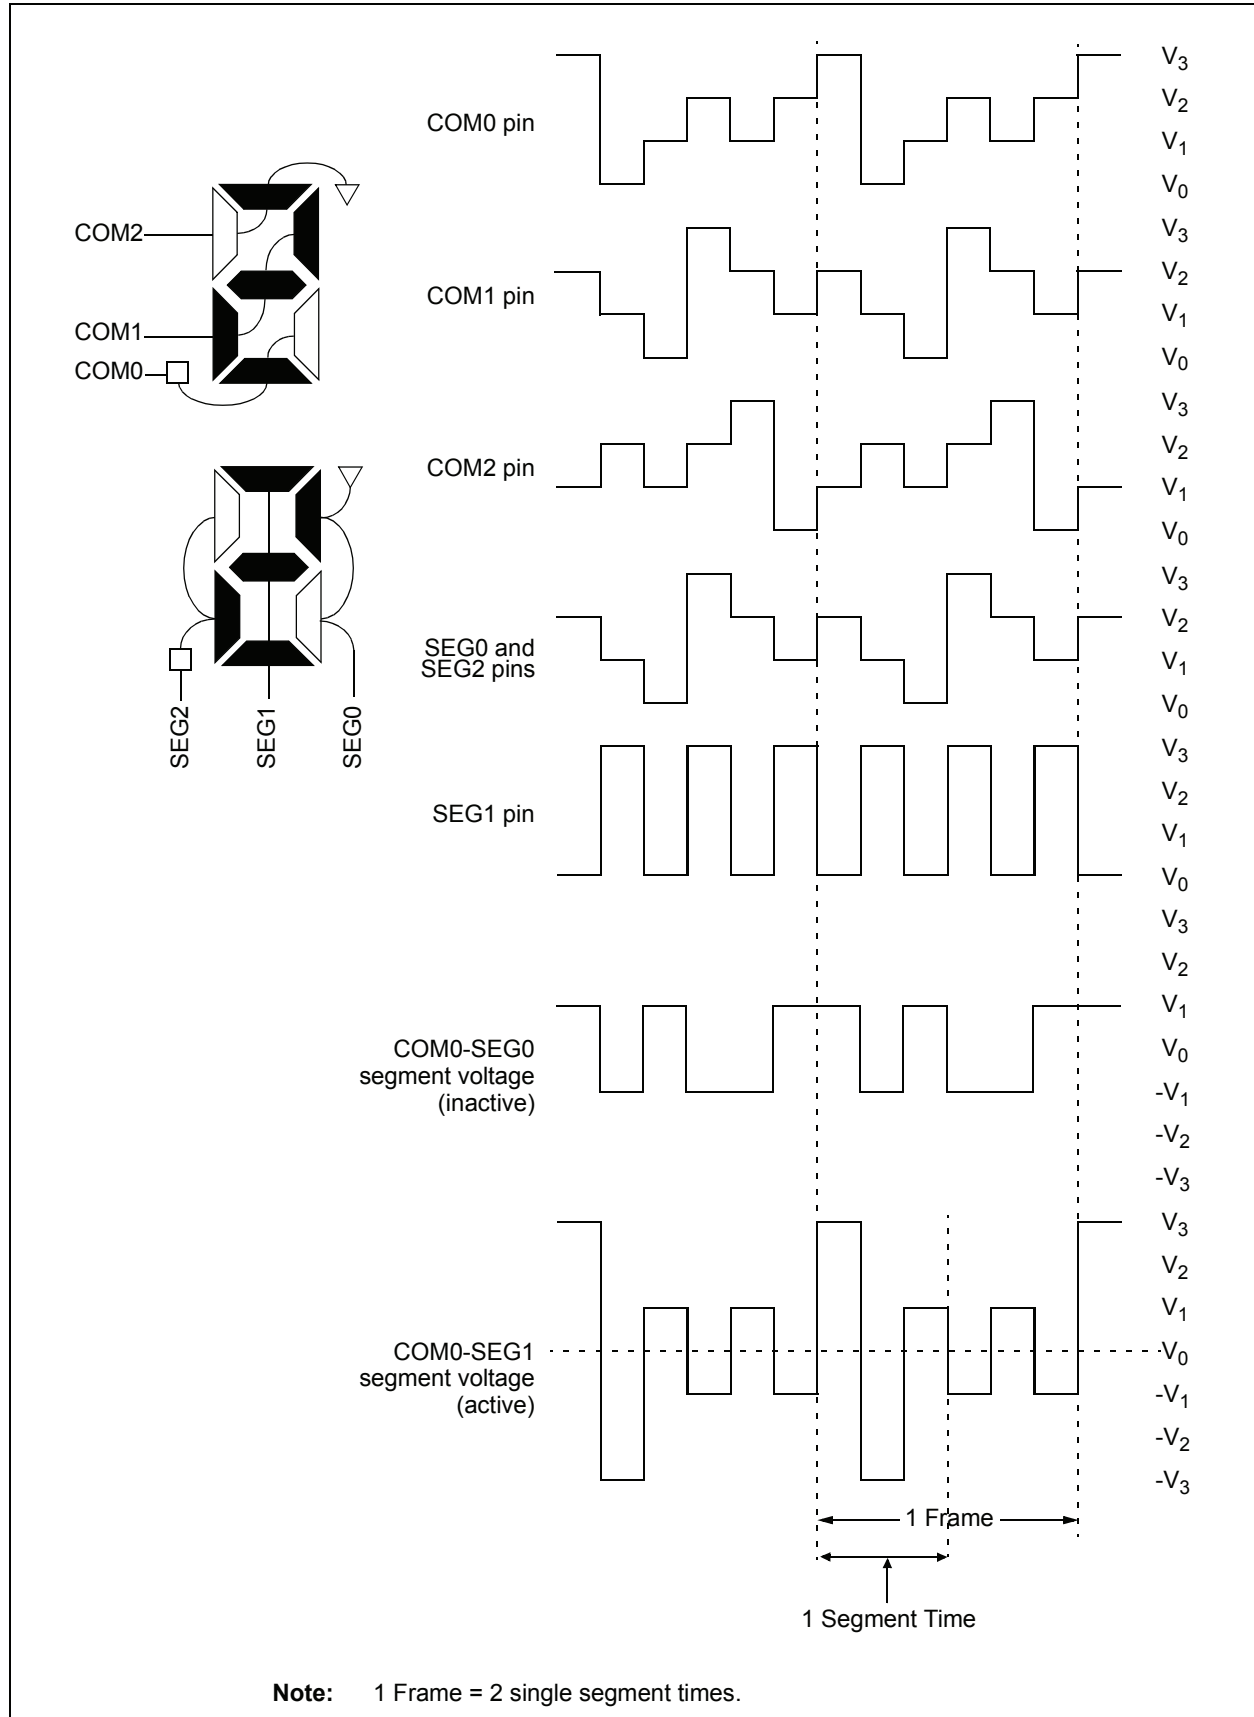 COM0 pin
V3
V2
V1
V0
COM2
COM1
COM0
COM1 pin
V3
V2
V1
V0
COM2 pin
V3
V2
V1
V0
SEG2
SEG1
SEG0
SEG0 and
SEG2 pins
V3
V2
V1
V0
SEG1 pin
V3
V2
V1
V0
COM0-SEG0
segment voltage
(inactive)
V3
V2
V1
V0
-V1
-V2
-V3
COM0-SEG1
segment voltage
(active)
V3
V2
V1
V0
-V1
-V2
-V3
1 Frame
1 Segment Time
Note: 1 Frame = 2 single segment times.